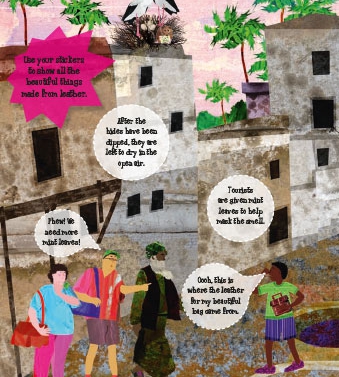 Use your stickers
to show all the
beautiful things
made from leather.
After the
hides have been
dipped, they are
left to dry in the
open air.
Tourists
are given mint
leaves to help
mask the smell.
Phew! We
need more
mint leaves!
Oooh, this is
where the leather
for my beautiful
bag came from.